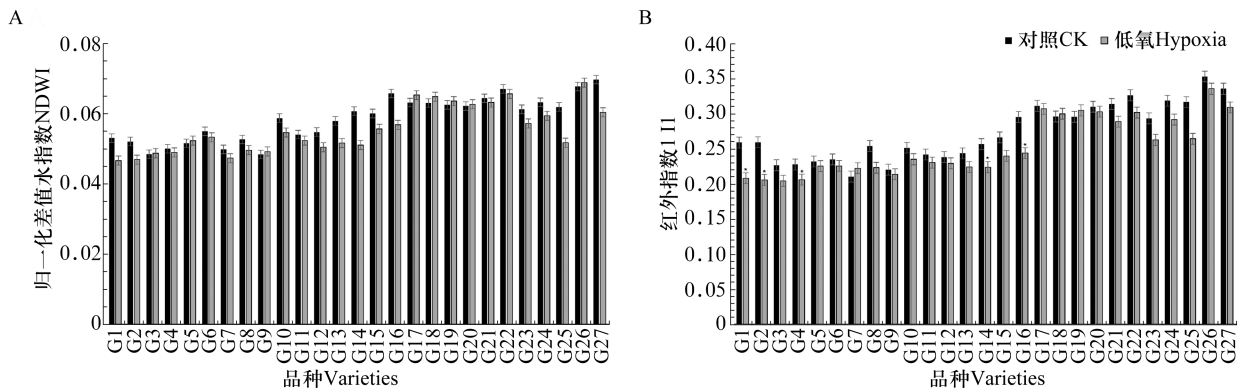 A
归一化差值水指数NDWI
0.08
0.06
0.04
0.02
0
G1 G2 G3 G4 G5 G6 G7 G8 G9 G10 G11 G12 G13 G14 G15 G16 G17 G18 G19 G20 G21 G22 G23 G24 G25 G26 G27
品种Varieties
B
对照CK 低氧Hypoxia
红外指数1 I1
0.40
0.35
0.30
0.25
0.20
0.15
0.10
0.05
0
* * * * *
G1 G2 G3 G4 G5 G6 G7 G8 G9 G10 G11 G12 G13 G14 G15 G16 G17 G18 G19 G20 G21 G22 G23 G24 G25 G26 G27
品种Varieties